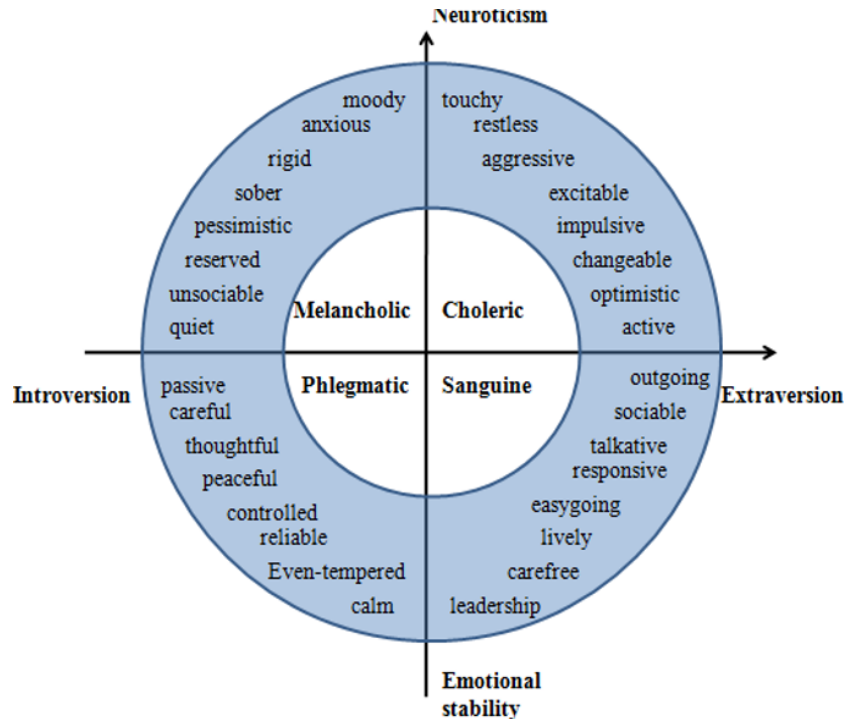 Neuroticism
moody
anxious
rigid
sober
pessimistic
reserved
unsociable
quiet
touchy
restless
aggressive
excitable
impulsive
changeable
optimistic
active
Melancholic
Choleric
Introversion
Extraversion
Phlegmatic
Sanguine
passive
careful
thoughtful
peaceful
controlled
reliable
Even-tempered
calm
outgoing
sociable
talkative
responsive
easygoing
lively
carefree
leadership
Emotional
stability